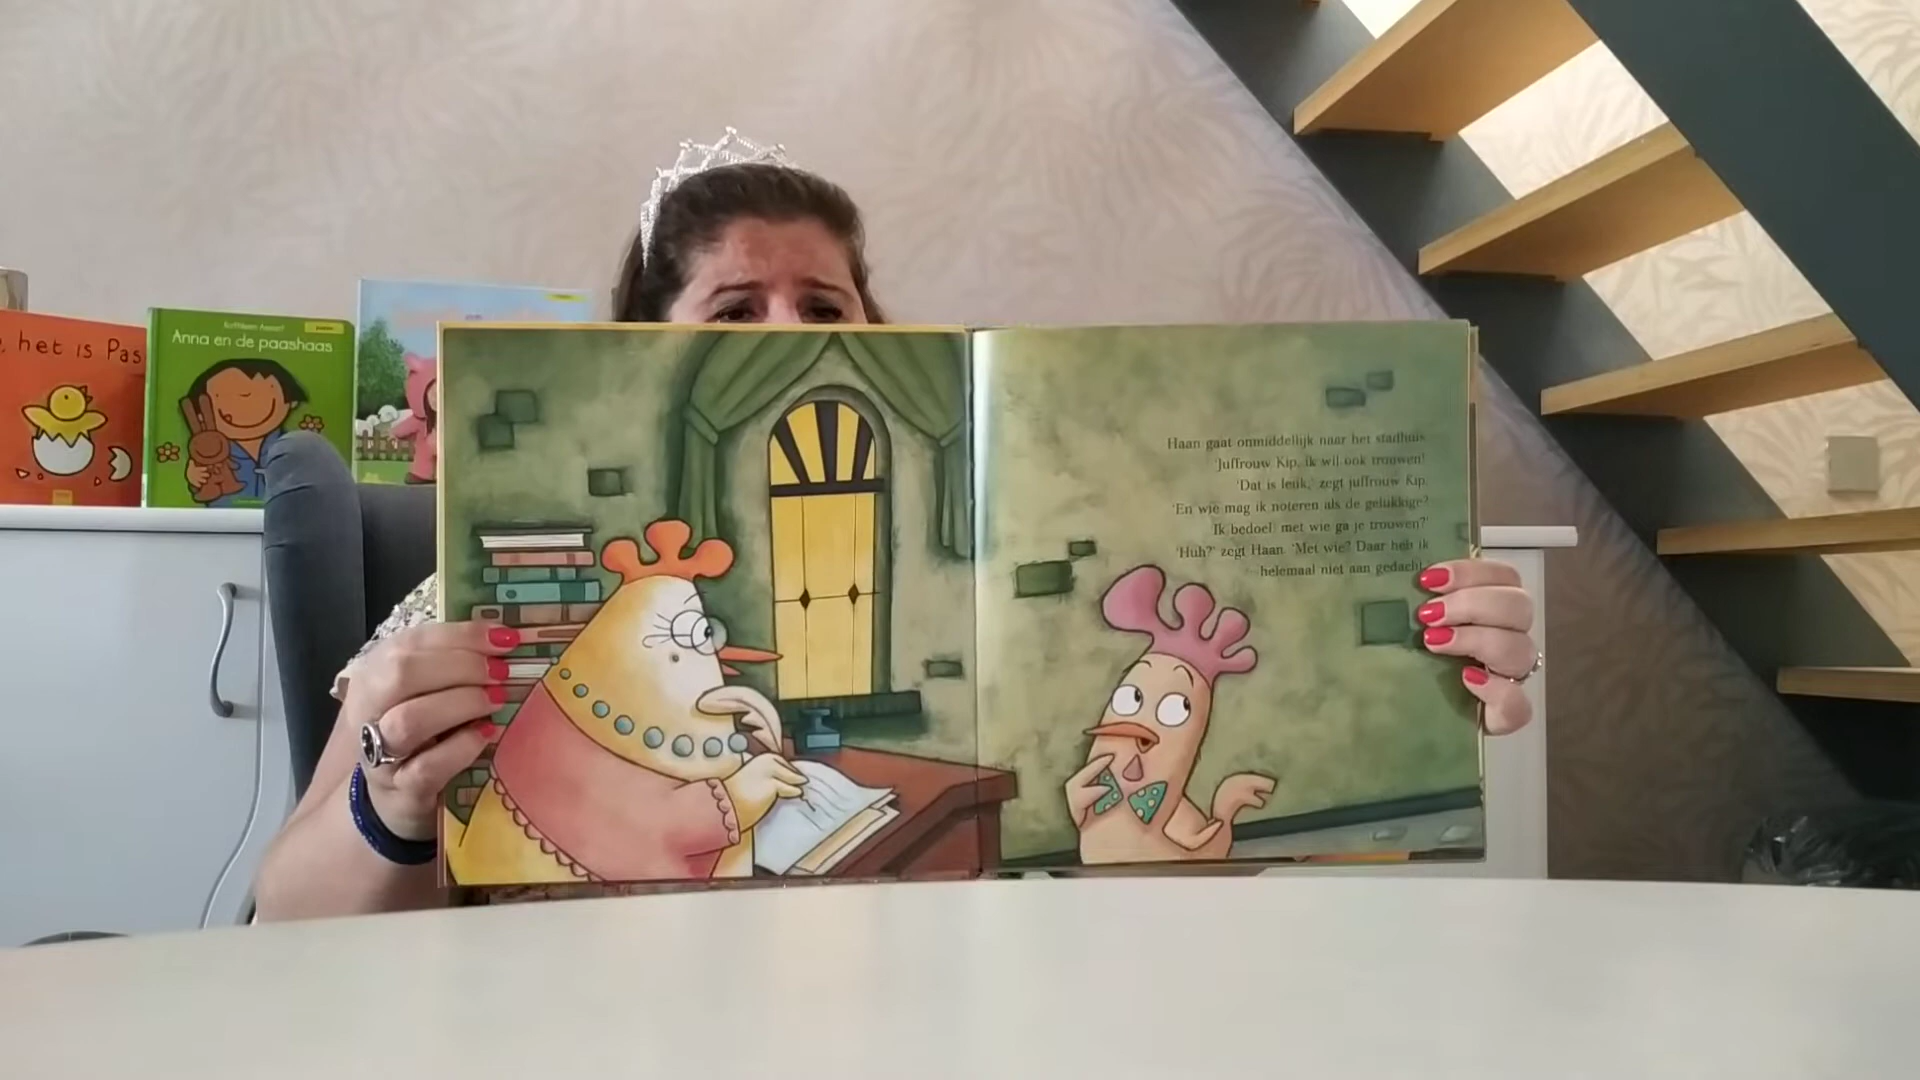 , het is Pas
Kathleen Amant
Anna en de paashaas
Haan gaat onmiddellijk naar het stadhuis.
'Juffrouw Kip, ik wil ook trouwen!'
'Dat is leuk,' zegt juffrouw Kip.
'En wie mag ik noteren als de gelukkige?
Ik bedoel: met wie ga je trouwen?'
'Huh?' zegt Haan. 'Met wie? Daar heb ik
helemaal niet aan gedacht.'